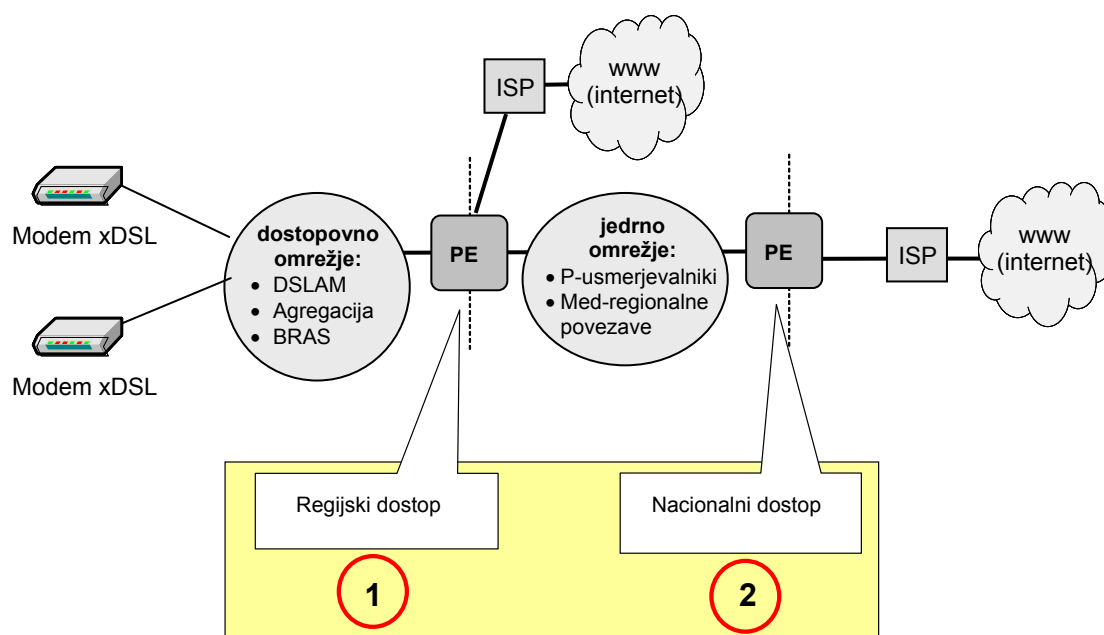 www
(internet)
ISP
Modem xDSL
dostopovno
omrežje:
• DSLAM
• Agregacija
• BRAS
PE
jedrno
omrežje:
• P-usmerjevalniki
• Med-regionalne
povezave
PE
ISP
www
(internet)
Modem xDSL
Regijski dostop
Nacionalni dostop
1
2